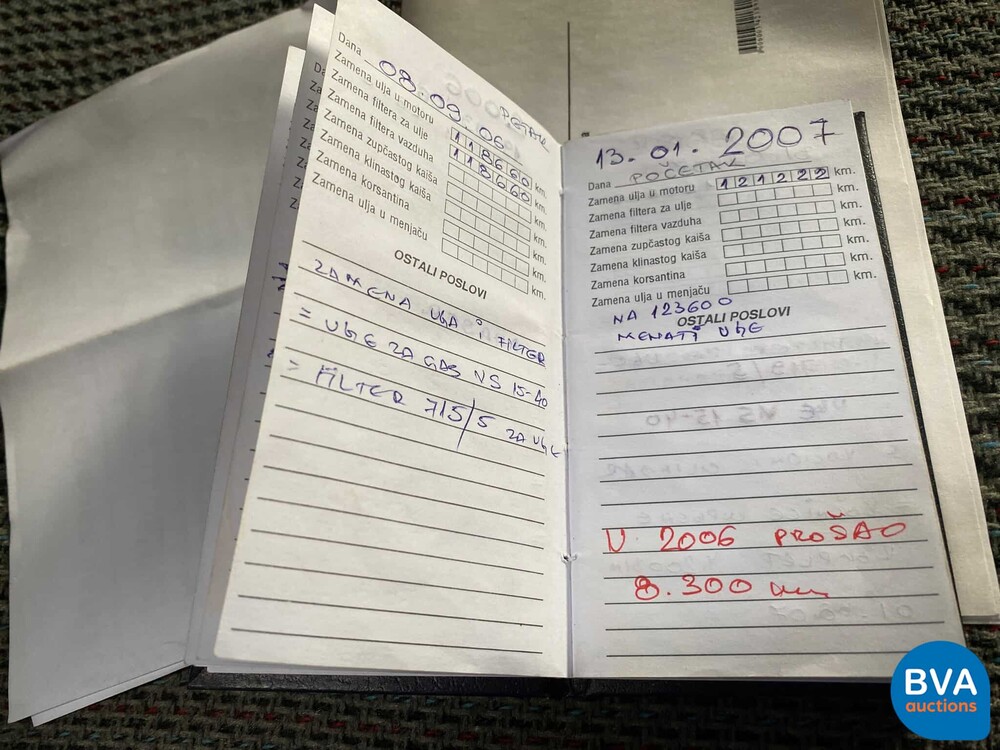 PETAK
Dana 08.09.06
Zamena ulja u motoru 118660 km.
Zamena filtera za ulje 118660 km.
Zamena filtera vazduha km.
Zamena zupčastog kaiša km.
Zamena klinastog kaiša km.
Zamena korsantina km.
Zamena ulja u menjaču km.
OSTALI POSLOVI
ZAMENA ULJA i FILTER
= ULJE ZA GAS VS 15-40
= FILTER 715/5 ZA ULJE
13.01.2007
Dana POČETAK
Zamena ulja u motoru 121222 km.
Zamena filtera za ulje km.
Zamena filtera vazduha km.
Zamena zupčastog kaiša km.
Zamena klinastog kaiša km.
Zamena korsantina km.
Zamena ulja u menjaču km.
NA 123600
OSTALI POSLOVI
MENATI ULJE
U 2006 PROŠAO
8.300 km
BVA
auctions